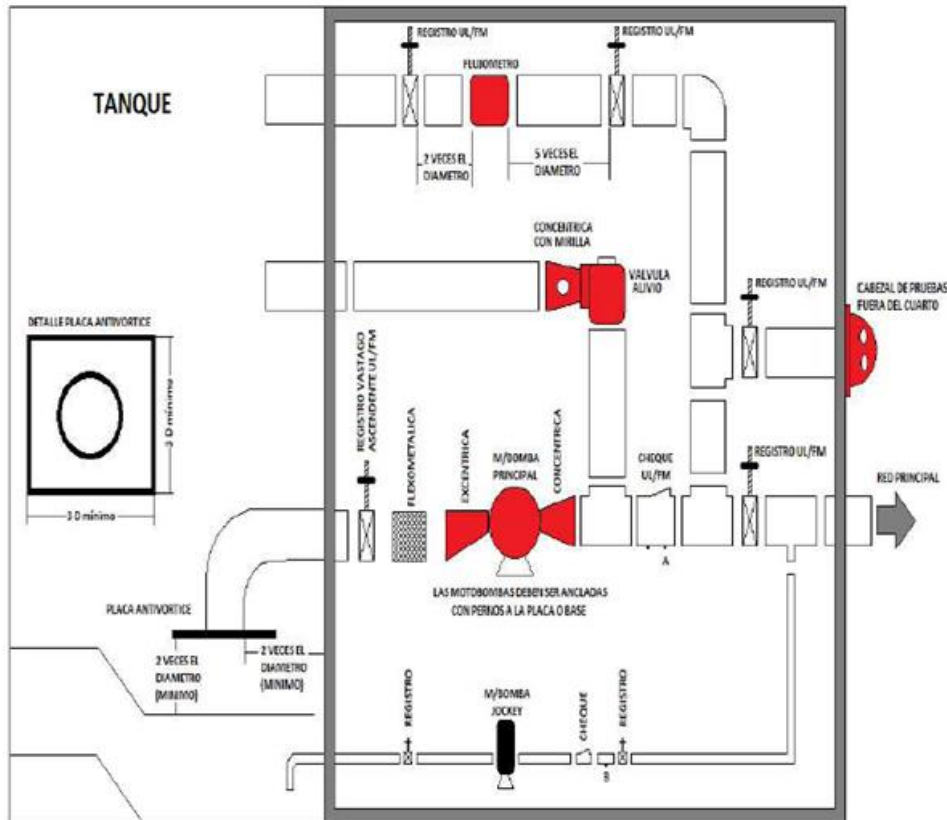 REGISTRO UL/FM
REGISTRO UL/FM
FLUJOMETRO
TANQUE
2 VECES EL
DIAMETRO
5 VECES EL
DIAMETRO
CONCENTRICA
CON MIRILLA
VALVULA
ALIVIO
REGISTRO UL/FM
CABEZAL DE PRUEBAS
FUERA DEL CUARTO
DETALLE PLACA ANTIVORTICE
3 D mínimo
3 D mínimo
REGISTRO VASTAGO
ASCENDENTE UL/FM
FLEXOMETALICA
EXCENTRICA
M/BOMBA
PRINCIPAL
CONCENTRICA
CHEQUE
UL/FM
REGISTRO UL/FM
RED PRINCIPAL
A
LAS MOTOBOMBAS DEBEN SER ANCLADAS
CON PERNOS A LA PLACA O BASE
PLACA ANTIVORTICE
2 VECES EL
DIAMETRO
(MINIMO)
2 VECES EL
DIAMETRO
(MINIMO)
REGISTRO
M/BOMBA
JOCKEY
CHEQUE
REGISTRO
B